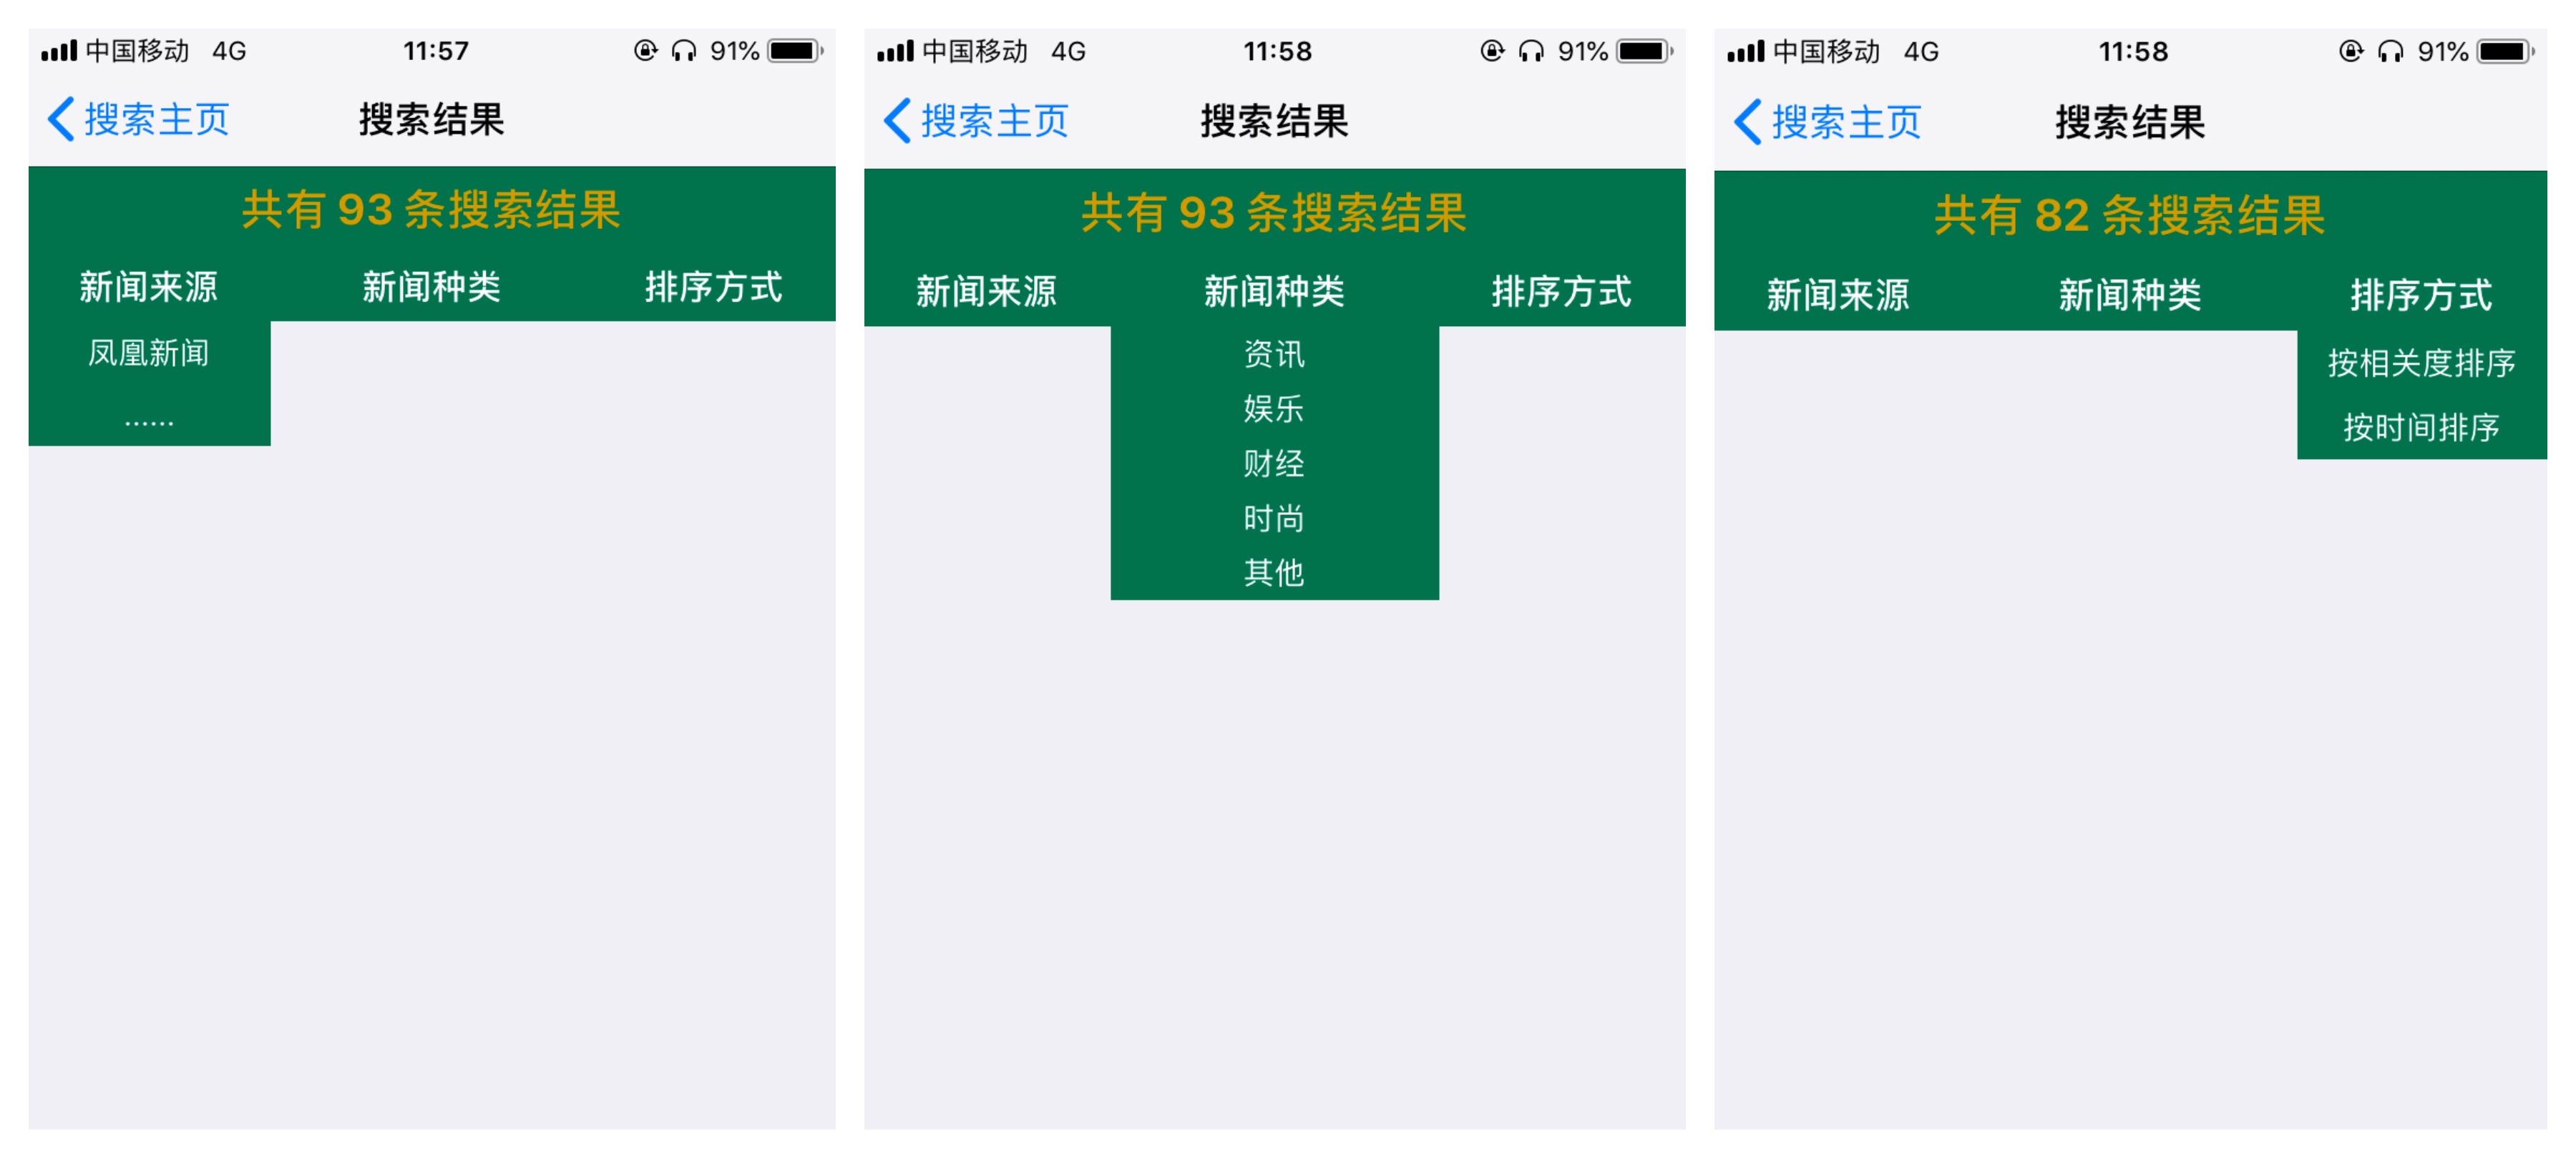 中国移动 4G 11:57 91%
搜索主页 搜索结果
共有 93 条搜索结果
新闻来源 新闻种类 排序方式
凤凰新闻
......
中国移动 4G 11:58 91%
搜索主页 搜索结果
共有 93 条搜索结果
新闻来源 新闻种类 排序方式
资讯
娱乐
财经
时尚
其他
中国移动 4G 11:58 91%
搜索主页 搜索结果
共有 82 条搜索结果
新闻来源 新闻种类 排序方式
按相关度排序
按时间排序